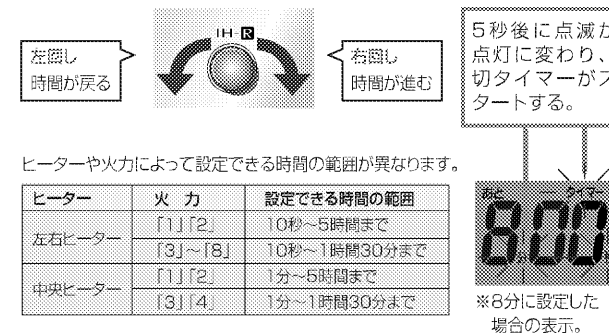 IH-R
左回し
時間が戻る
右回し
時間が進む
5秒後に点滅が
点灯に変わり、
切タイマーがス
タートする。
ヒーターや火力によって設定できる時間の範囲が異なります。
ヒーター 火 力 設定できる時間の範囲
左右ヒーター 「1」「2」 10秒～5時間まで
「3」～「8」 10秒～1時間30分まで
中央ヒーター 「1」「2」 1分～5時間まで
「3」「4」 1分～1時間30分まで
あと タイマー
8 00
分
※8分に設定した
場合の表示。